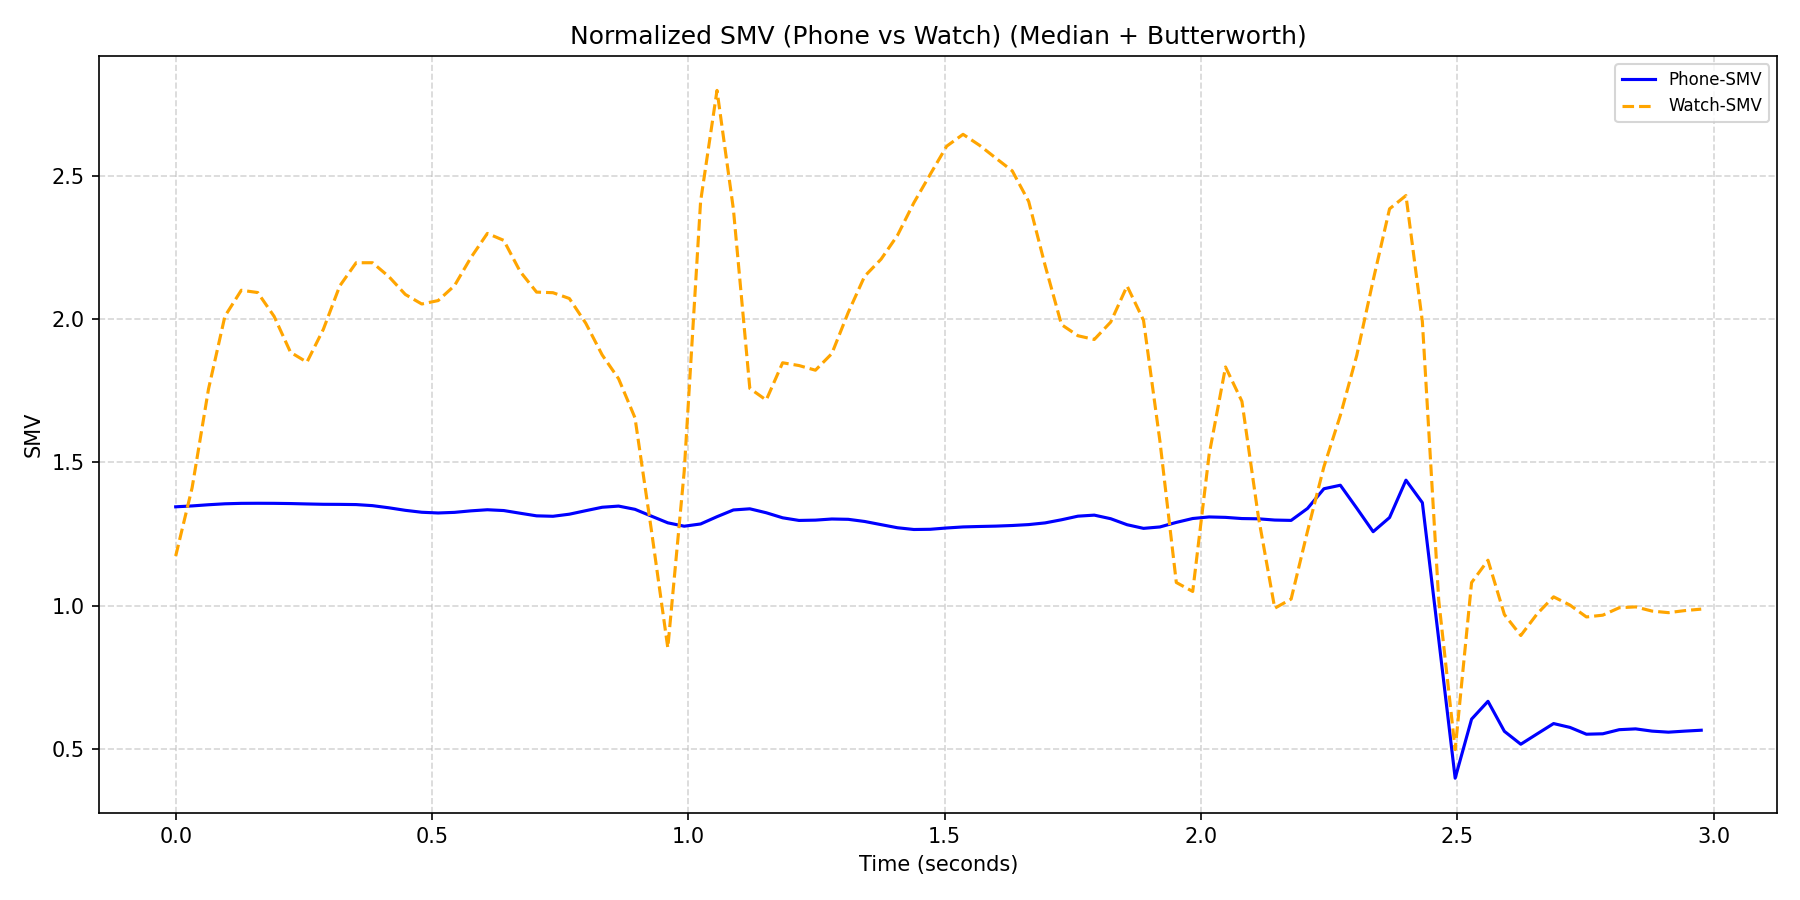 Normalized SMV (Phone vs Watch) (Median + Butterworth)
Phone-SMV
Watch-SMV
2.5
2.0
1.5
1.0
0.5
SMV
0.0 0.5 1.0 1.5 2.0 2.5 3.0
Time (seconds)